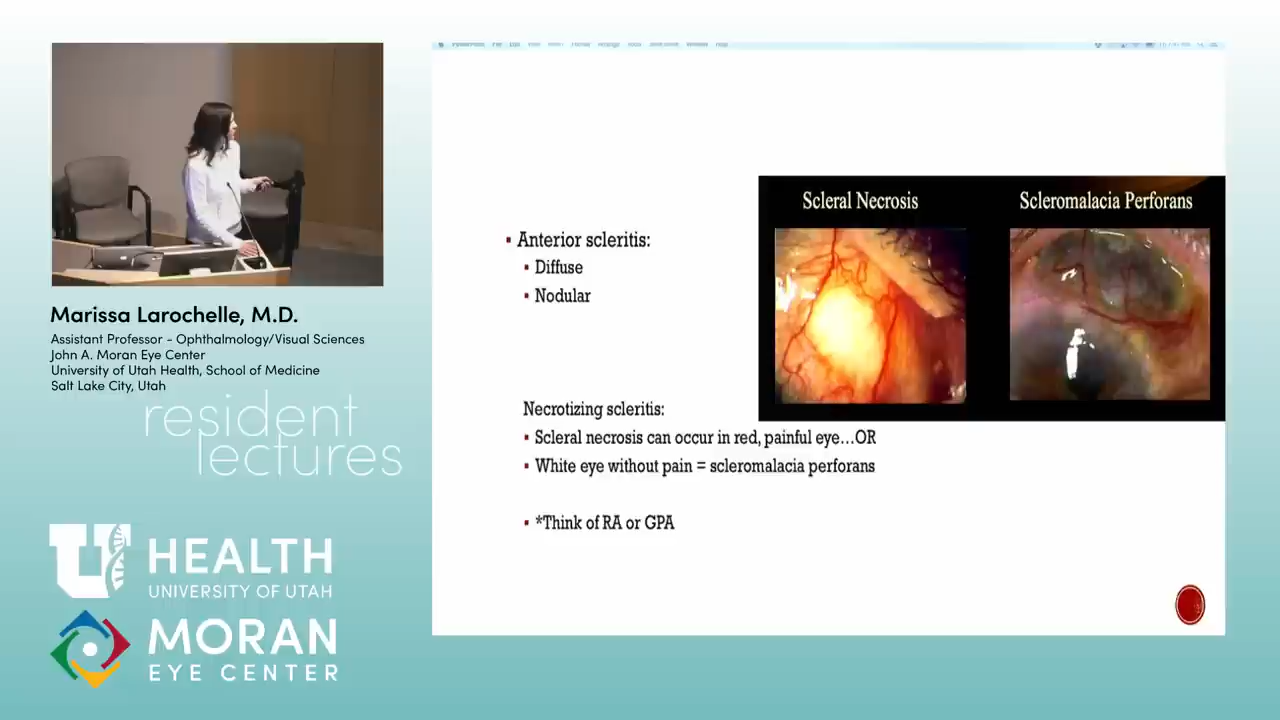 Scleral Necrosis
Scleromalacia Perforans
Anterior scleritis:
Diffuse
Nodular
Necrotizing scleritis:
Scleral necrosis can occur in red, painful eye...OR
White eye without pain = scleromalacia perforans
*Think of RA or GPA
Marissa Larochelle, M.D.
Assistant Professor - Ophthalmology/Visual Sciences
John A. Moran Eye Center
University of Utah Health, School of Medicine
Salt Lake City, Utah
resident
lectures
U HEALTH
UNIVERSITY OF UTAH
MORAN
EYE CENTER